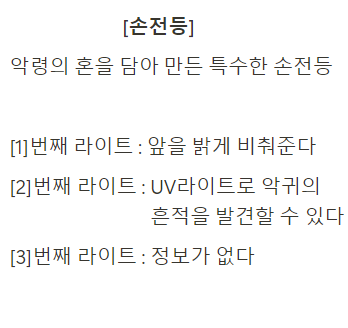 [손전등]
악령의 혼을 담아 만든 특수한 손전등
[1]번째 라이트 : 앞을 밝게 비춰준다
[2]번째 라이트 : UV라이트로 악귀의
흔적을 발견할 수 있다
[3]번째 라이트 : 정보가 없다